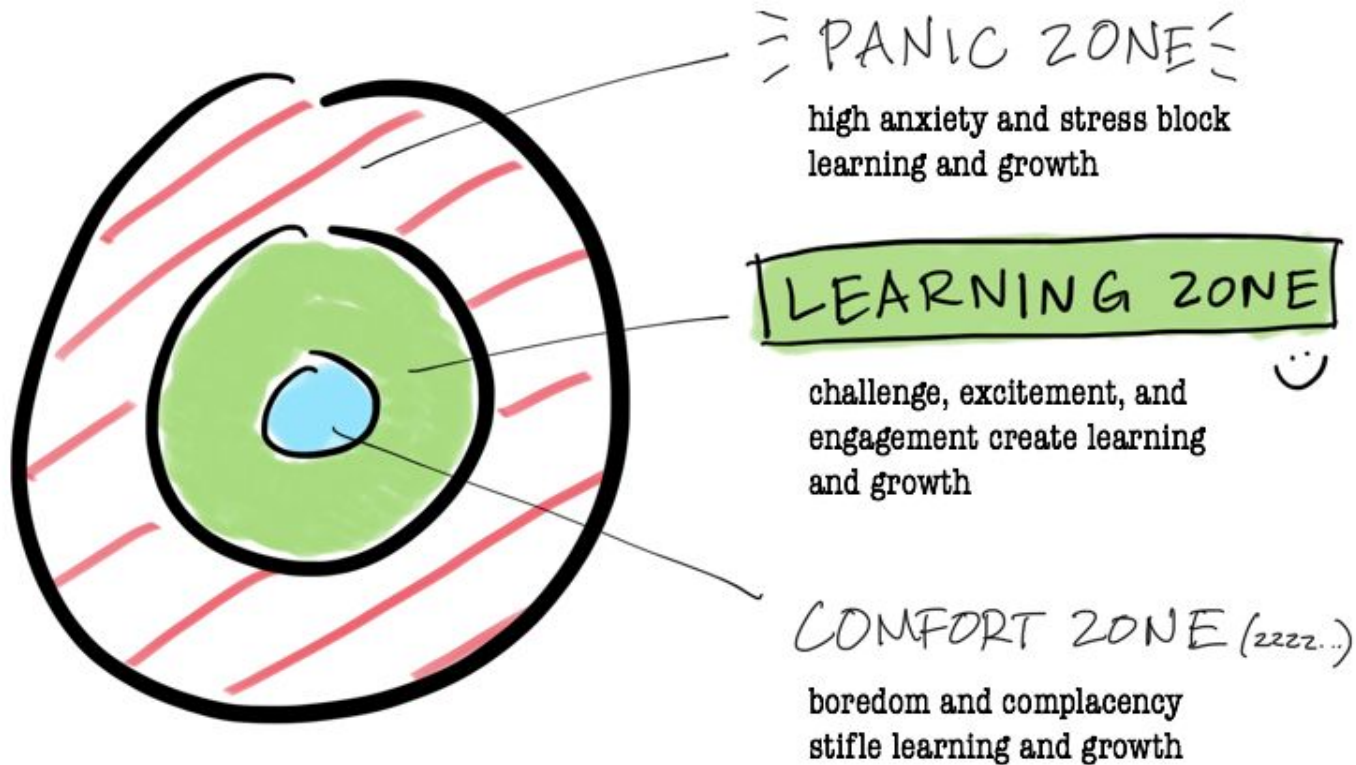 PANIC ZONE
high anxiety and stress block
learning and growth
LEARNING ZONE
challenge, excitement, and
engagement create learning
and growth
COMFORT ZONE (zzzz...)
boredom and complacency
stifle learning and growth